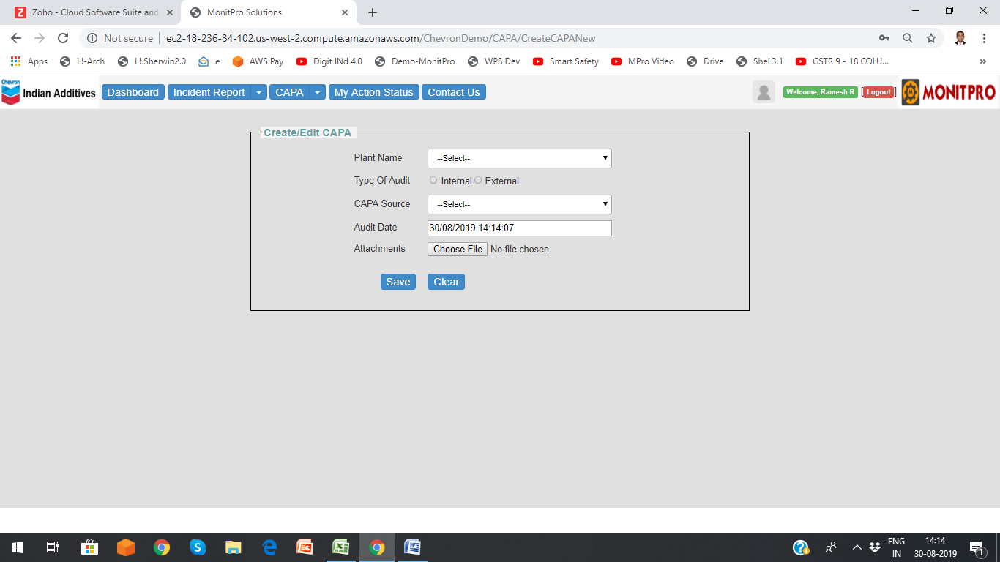 Zoho - Cloud Software Suite and
MonitPro Solutions
Not secure
ec2-18-236-84-102.us-west-2.compute.amazonaws.com/ChevronDemo/CAPA/CreateCAPANew
Apps
L!-Arch
L! Sherwin2.0
e
AWS Pay
Digit INd 4.0
Demo-MonitPro
WPS Dev
Smart Safety
MPro Video
Drive
SheL3.1
GSTR 9 - 18 COLU...
»
Chevron
Indian Additives
Dashboard
Incident Report
CAPA
My Action Status
Contact Us
Welcome, Ramesh R
[Logout]
MONITPRO
Create/Edit CAPA
Plant Name
--Select--
Type Of Audit
Internal
External
CAPA Source
--Select--
Audit Date
30/08/2019 14:14:07
Attachments
Choose File
No file chosen
Save
Clear
ENG
IN
14:14
30-08-2019
1